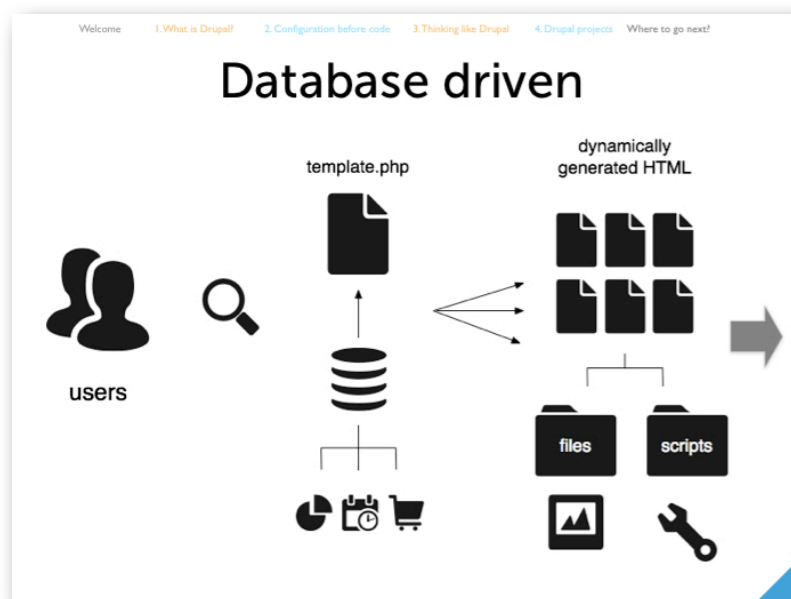 Welcome 1.What is Drupal? 2. Configuration before code 3.Thinking like Drupal 4. Drupal projects Where to go next?
Database driven
template.php
dynamically
generated HTML
users
files
scripts